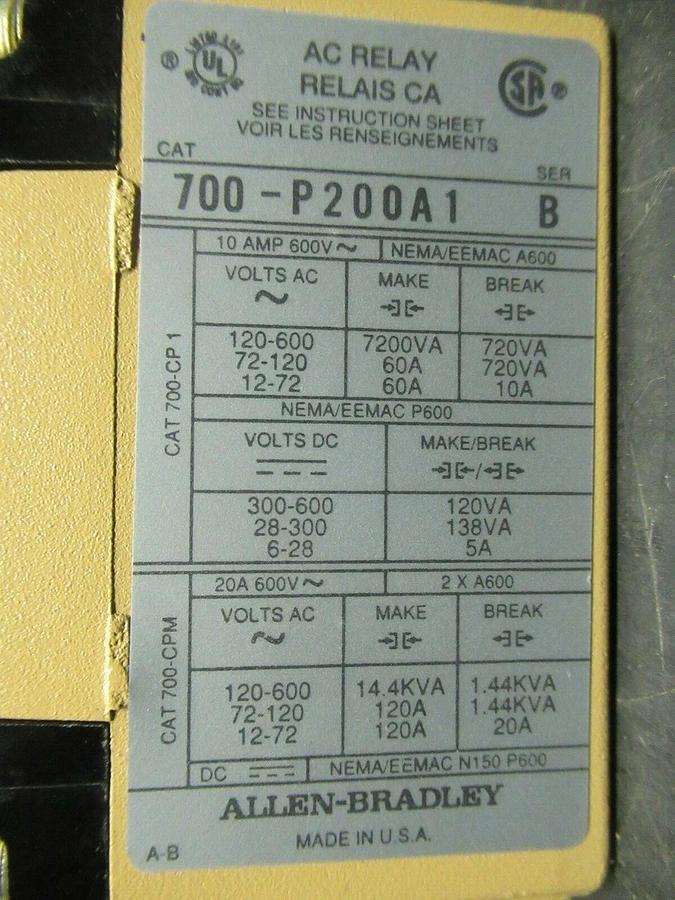 ® UL ®
AC RELAY
RELAIS CA
SEE INSTRUCTION SHEET
VOIR LES RENSEIGNEMENTS
CAT
SER
700-P200A1 B
CAT 700-CP 1
10 AMP 600V~ NEMA/EEMAC A600
VOLTS AC MAKE BREAK
~
120-600 7200VA 720VA
72-120 60A 720VA
12-72 60A 10A
NEMA/EEMAC P600
VOLTS DC MAKE/BREAK
300-600 120VA
28-300 138VA
6-28 5A
CAT 700-CPM
20A 600V~ 2 X A600
VOLTS AC MAKE BREAK
~
120-600 14.4KVA 1.44KVA
72-120 120A 1.44KVA
12-72 120A 20A
DC NEMA/EEMAC N150 P600
ALLEN-BRADLEY
A-B MADE IN U.S.A.